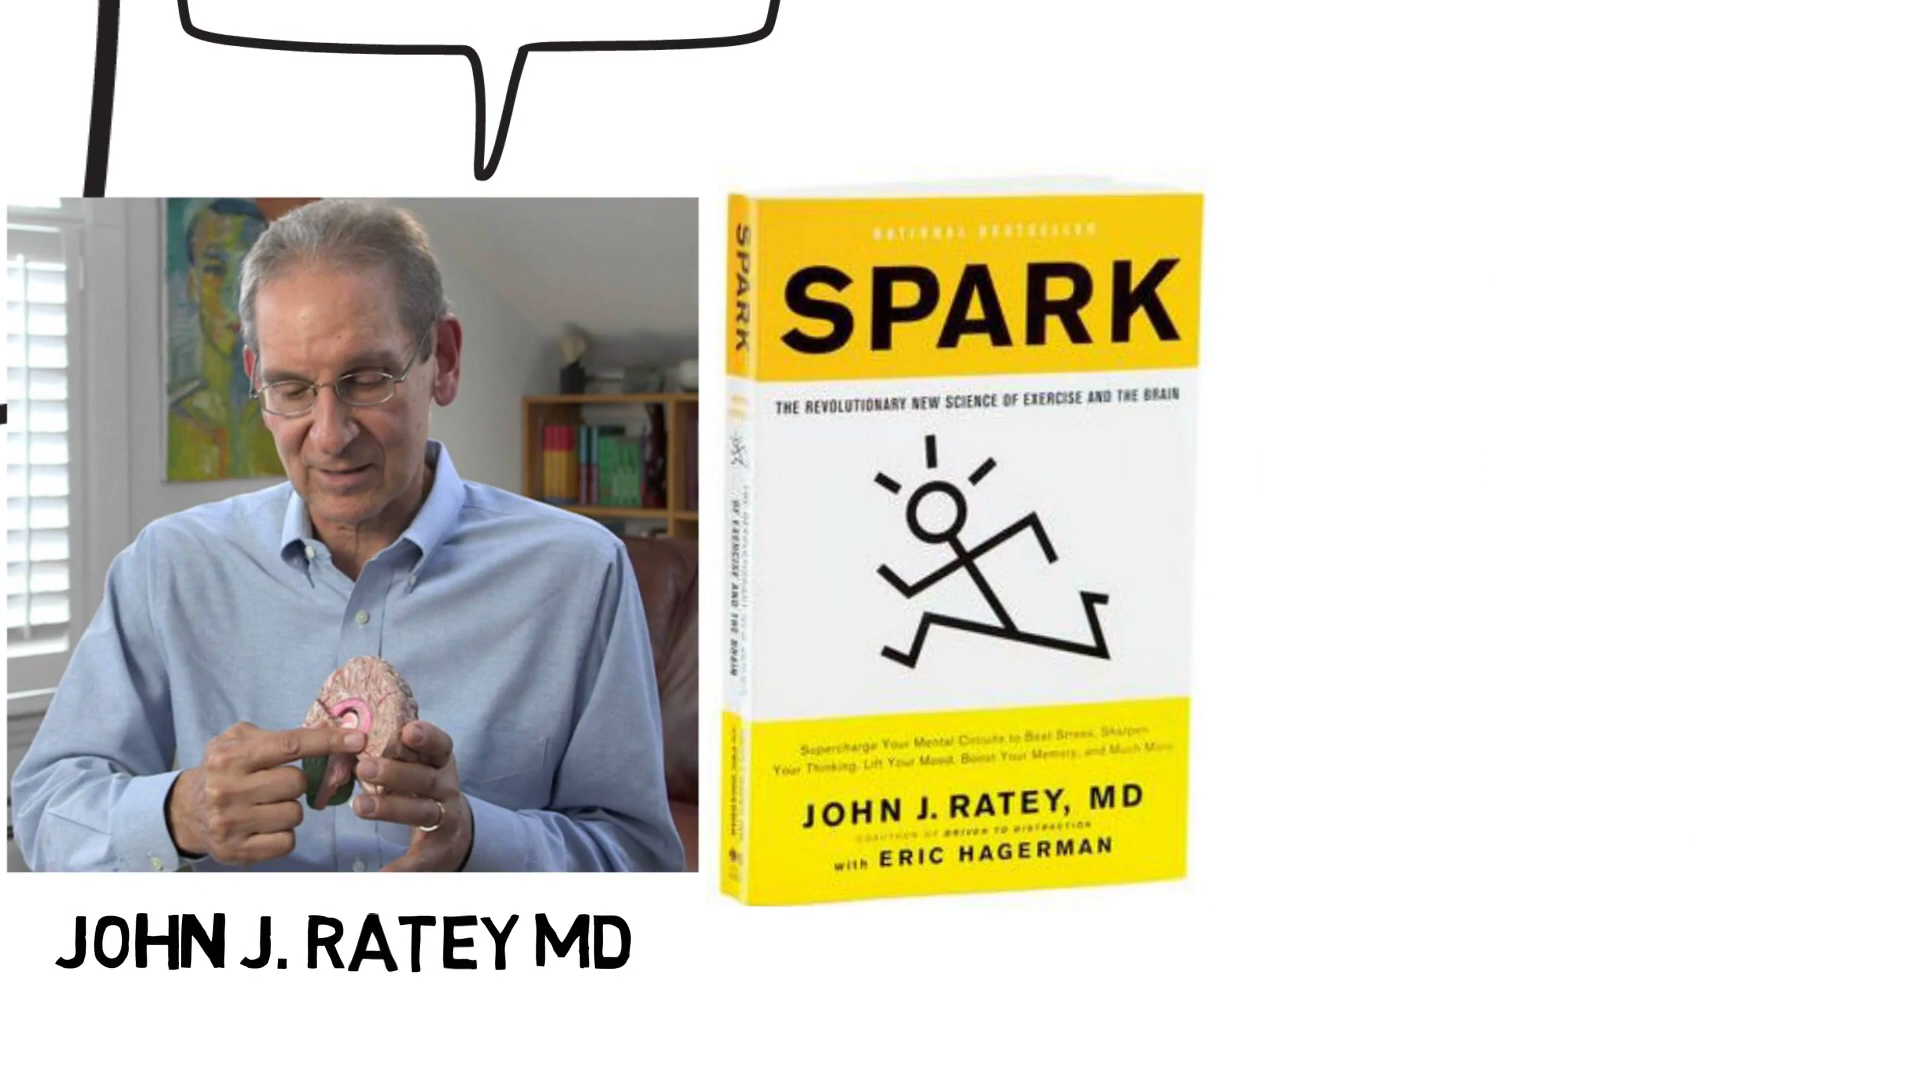 NATIONAL BESTSELLER
SPARK
THE REVOLUTIONARY NEW SCIENCE OF EXERCISE AND THE BRAIN
Supercharge Your Mental Circuits to Beat Stress, Sharpen
Your Thinking, Lift Your Mood, Boost Your Memory, and Much More
JOHN J. RATEY, MD
COAUTHOR OF DRIVEN TO DISTRACTION
with ERIC HAGERMAN
SPARK
JOHN J. RATEY MD